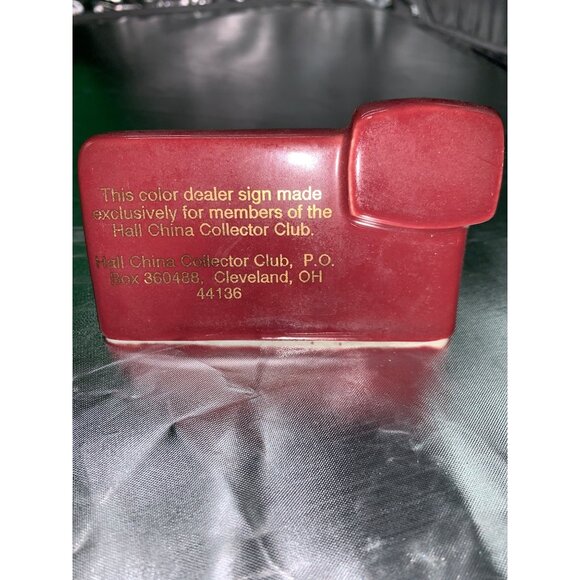 This color dealer sign made
exclusively for members of the
Hall China Collector Club.
Hall China Collector Club, P.O.
Box 360488, Cleveland, OH
44136